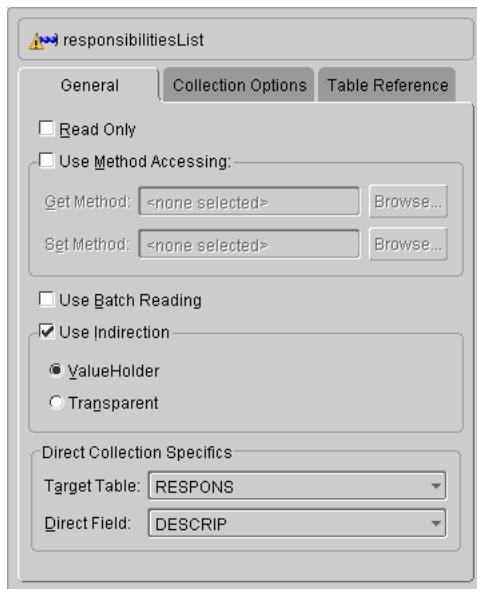 responsibilitiesList
General Collection Options Table Reference
Read Only
Use Method Accessing:
Get Method: <none selected> Browse...
Set Method: <none selected> Browse...
Use Batch Reading
Use Indirection
ValueHolder
Transparent
Direct Collection Specifics
Target Table: RESPONS
Direct Field: DESCRIP